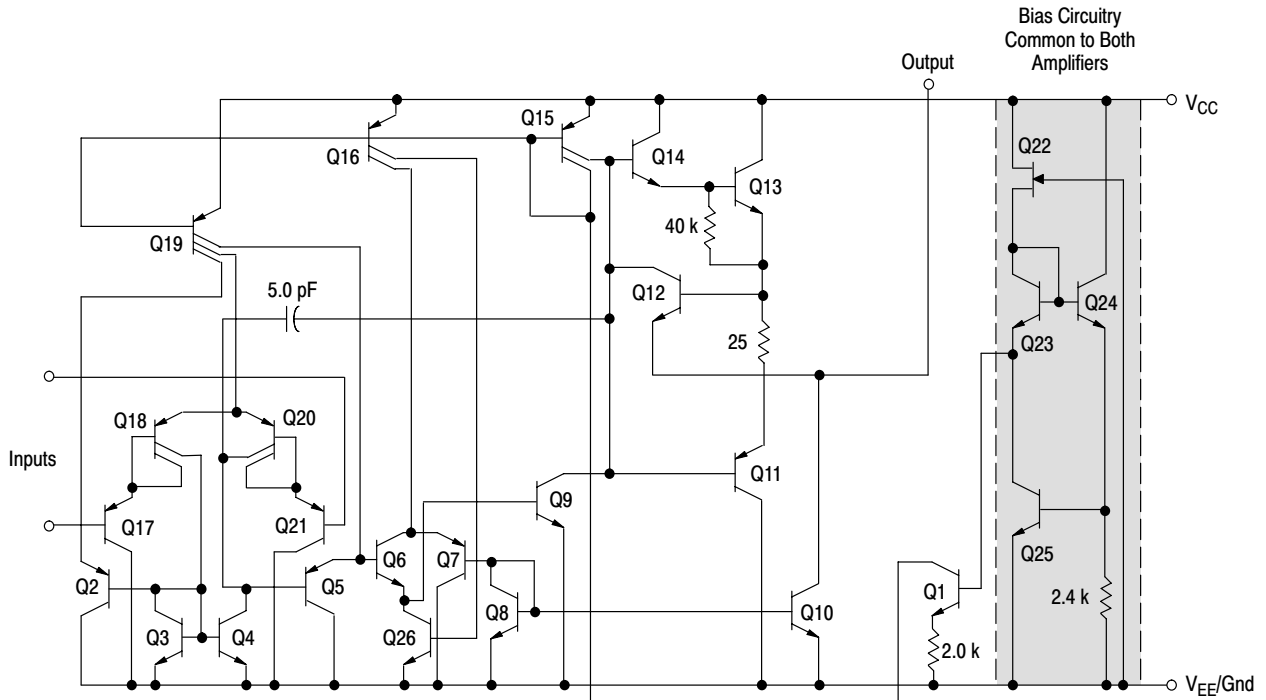 Bias Circuitry
Common to Both
Amplifiers
Output
VCC
Q15
Q16
Q14
Q22
Q13
Q19
40 k
5.0 pF
Q12
Q24
25
Q23
Q18
Q20
Inputs
Q11
Q9
Q17
Q21
Q25
Q2
Q5
Q6
Q7
Q1
2.4 k
Q8
Q10
Q3
Q4
Q26
2.0 k
VEE/Gnd